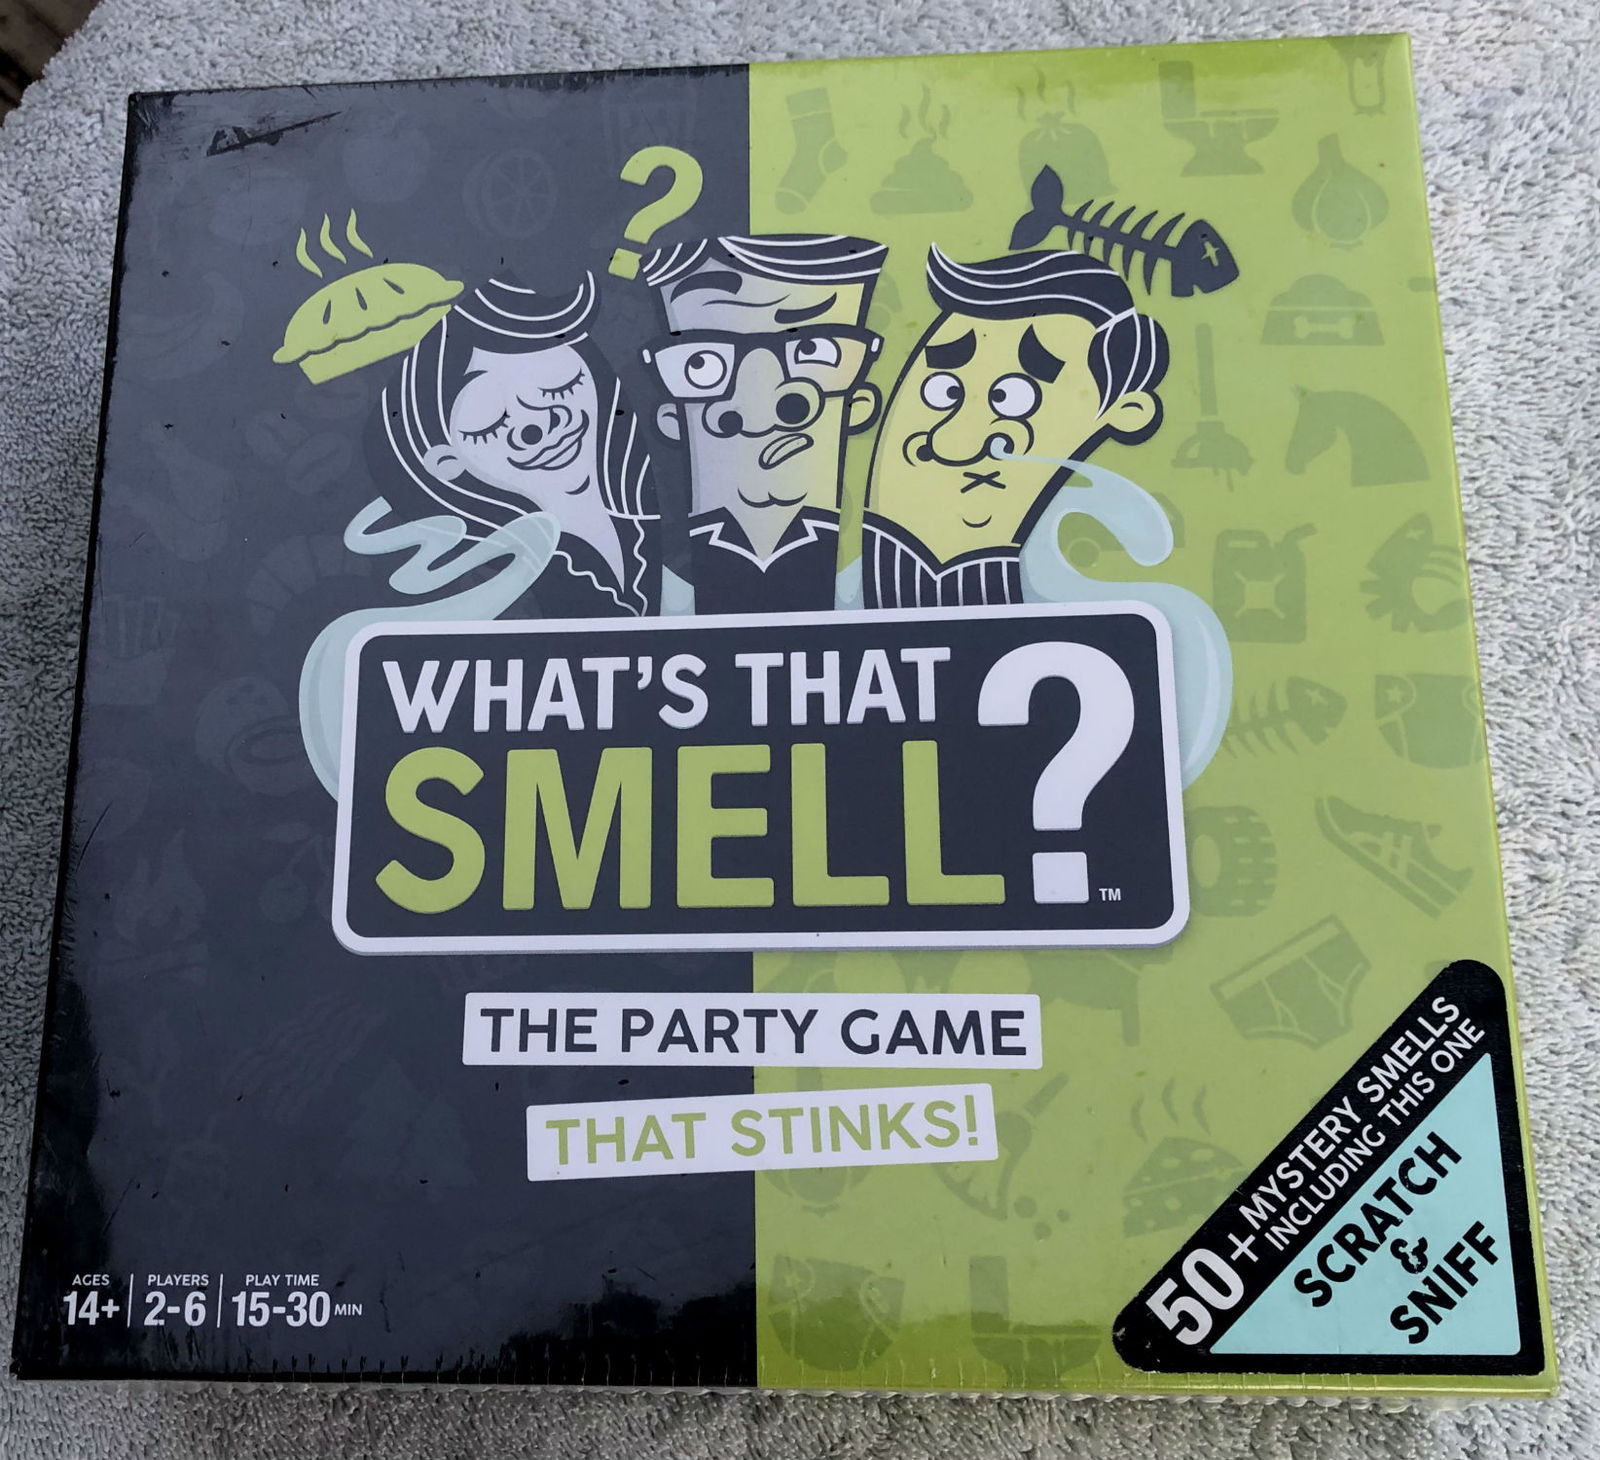 ?
WHAT'S THAT
SMELL?™
THE PARTY GAME
THAT STINKS!
AGES
14+
PLAYERS
2-6
PLAY TIME
15-30 MIN
50+ MYSTERY SMELLS
INCLUDING THIS ONE
SCRATCH
&
SNIFF